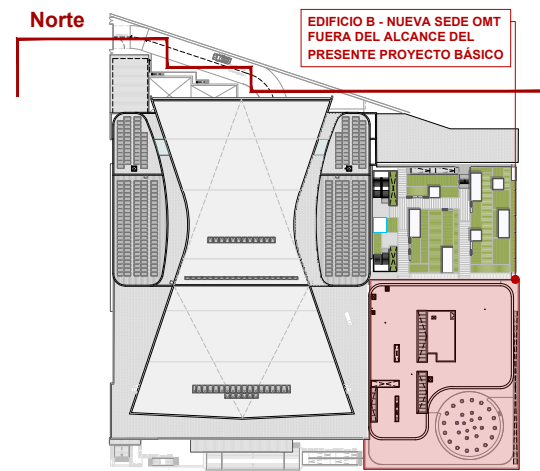 Norte
EDIFICIO B - NUEVA SEDE OMT
FUERA DEL ALCANCE DEL
PRESENTE PROYECTO BÁSICO